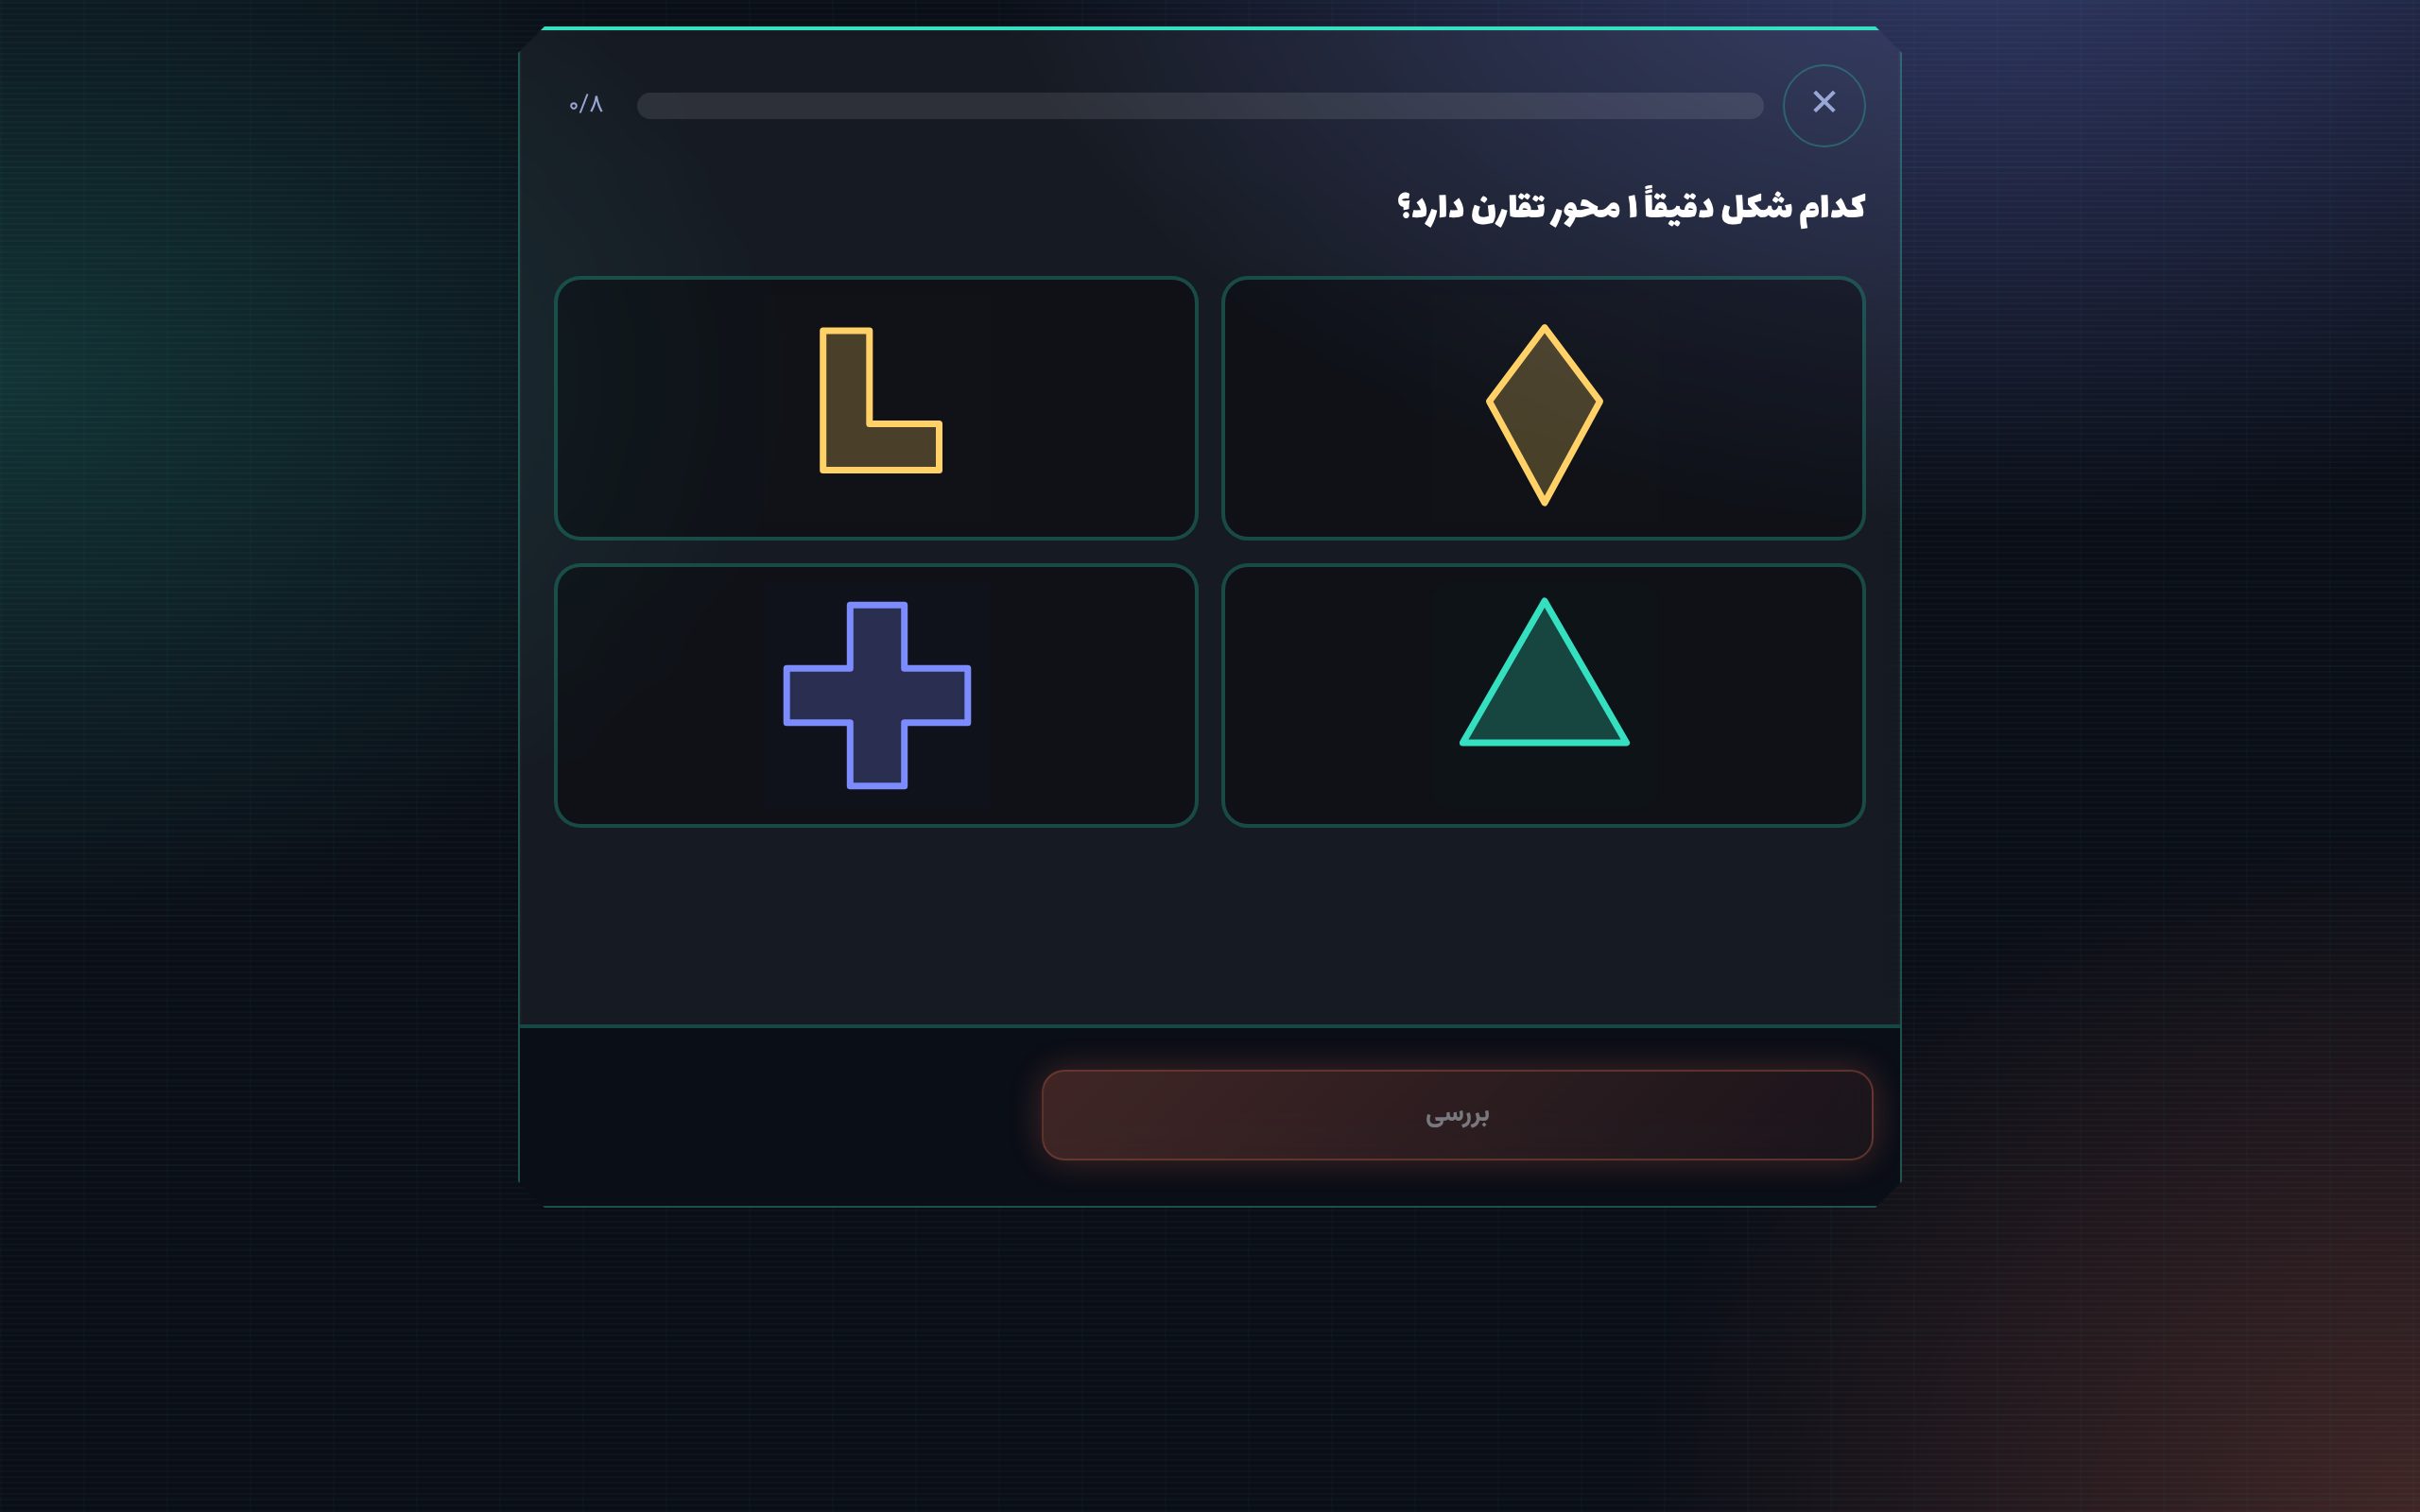 ✕
۰/۸
کدام شکل دقیقاً ۱ محور تقارن دارد؟
بررسی